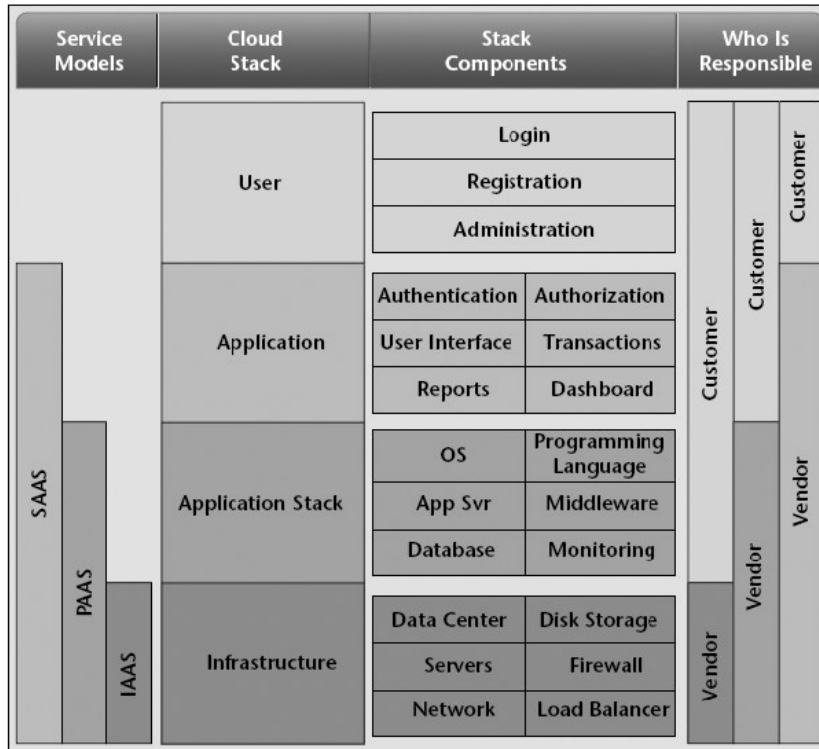 Service
Models
Cloud
Stack
Stack
Components
Who Is
Responsible
User
Login
Registration
Administration
Customer
Customer
Customer
Application
Authentication
Authorization
User Interface
Transactions
Reports
Dashboard
SAAS
PAAS
IAAS
Application Stack
OS
Programming
Language
App Svr
Middleware
Database
Monitoring
Vendor
Vendor
Vendor
Infrastructure
Data Center
Disk Storage
Servers
Firewall
Network
Load Balancer